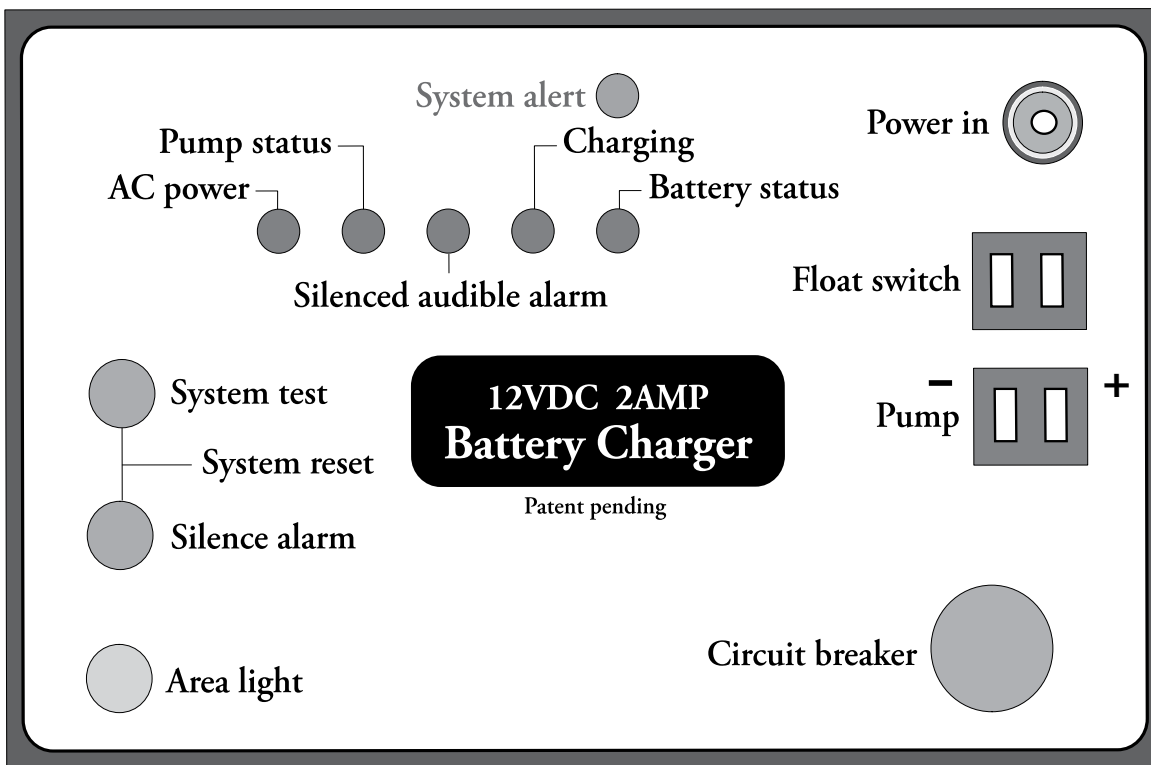 System alert
Power in
Pump status
Charging
AC power
Battery status
Silenced audible alarm
Float switch
System test
12VDC 2AMP
Battery Charger
− +
Pump
System reset
Patent pending
Silence alarm
Circuit breaker
Area light